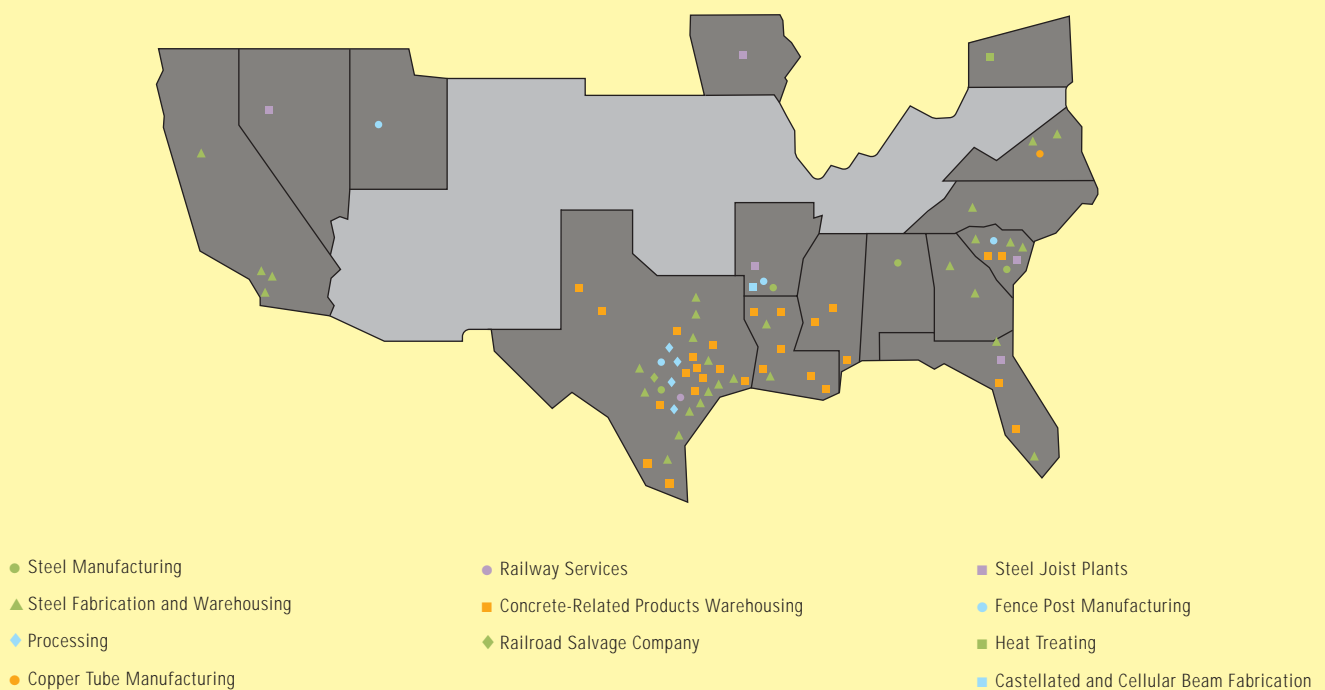 Steel Manufacturing
Steel Fabrication and Warehousing
Processing
Copper Tube Manufacturing
Railway Services
Concrete-Related Products Warehousing
Railroad Salvage Company
Steel Joist Plants
Fence Post Manufacturing
Heat Treating
Castellated and Cellular Beam Fabrication